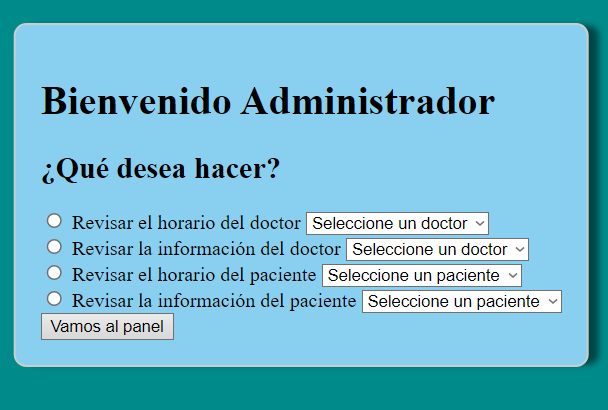 Bienvenido Administrador
¿Qué desea hacer?
Revisar el horario del doctor Seleccione un doctor
Revisar la información del doctor Seleccione un doctor
Revisar el horario del paciente Seleccione un paciente
Revisar la información del paciente Seleccione un paciente
Vamos al panel